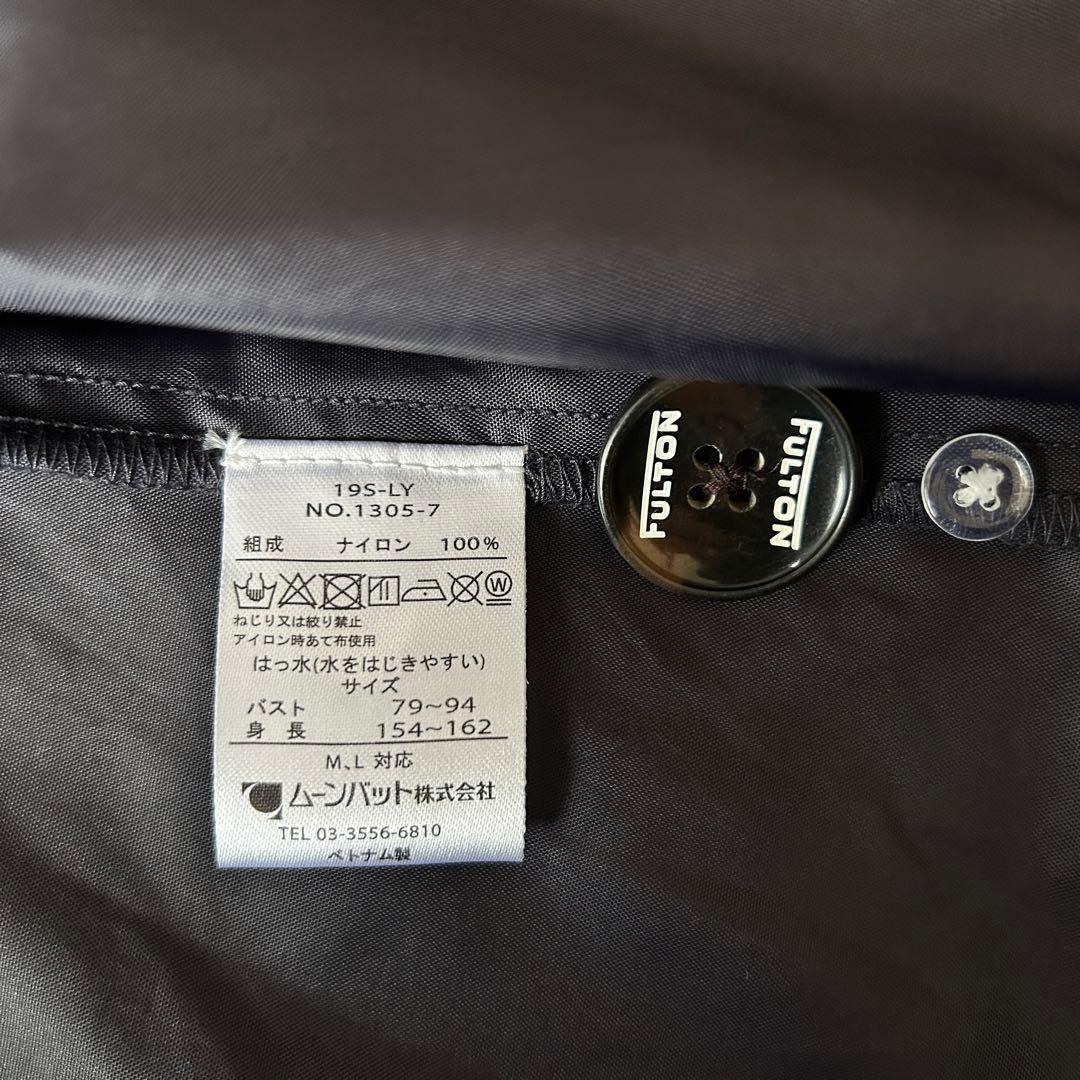 19S-LY
NO.1305-7
組成 ナイロン 100%
W
ねじり又は絞り禁止
アイロン時あて布使用
はっ水(水をはじきやすい)
サイズ
バスト 79～94
身 長 154～162
M、L 対応
ムーンバット株式会社
TEL 03-3556-6810
ベトナム製
FULTON
FULTON